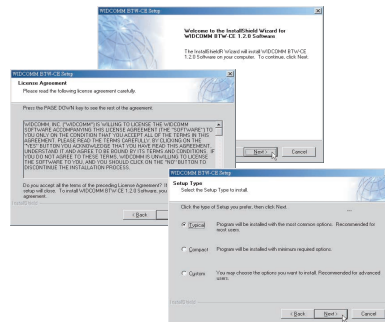 WIDCOMM BTW-CE Setup
Welcome to the InstallShield Wizard for
WIDCOMM BTW-CE 1.2.0 Software
The InstallShieldR Wizard will install WIDCOMM BTW-CE
1.2.0 Software on your computer. To continue, click Next.
Next >
Cancel
WIDCOMM BTW-CE Setup
License Agreement
Please read the following license agreement carefully.
Press the PAGE DOWN key to see the rest of the agreement.
WIDCOMM, INC. ("WIDCOMM") IS WILLING TO LICENSE THE WIDCOMM
SOFTWARE ACCOMPANYING THIS LICENSE AGREEMENT (THE "SOFTWARE") TO
YOU ONLY ON THE CONDITION THAT YOU ACCEPT ALL OF THE TERMS IN THIS
AGREEMENT. PLEASE READ THE TERMS CAREFULLY. BY CLICKING ON THE
"YES" BUTTON YOU ACKNOWLEDGE THAT YOU HAVE READ THIS AGREEMENT,
UNDERSTAND IT AND AGREE TO BE BOUND BY ITS TERMS AND CONDITIONS. IF
YOU DO NOT AGREE TO THESE TERMS, WIDCOMM IS UNWILLING TO LICENSE
THE SOFTWARE TO YOU, AND YOU SHOULD CLICK ON THE "NO" BUTTON TO
DISCONTINUE THE INSTALLATION PROCESS.
Do you accept all the terms of the preceding License Agreement? If
setup will close. To install WIDCOMM BTW-CE 1.2.0 Software, you
agreement.
InstallShield
< Back
WIDCOMM BTW-CE Setup
Setup Type
Select the Setup Type to install.
Click the type of Setup you prefer, then click Next.
Typical
Program will be installed with the most common options. Recommended for
most users.
Compact
Program will be installed with minimum required options.
Custom
You may choose the options you want to install. Recommended for advanced
users.
InstallShield
< Back
Next >
Cancel